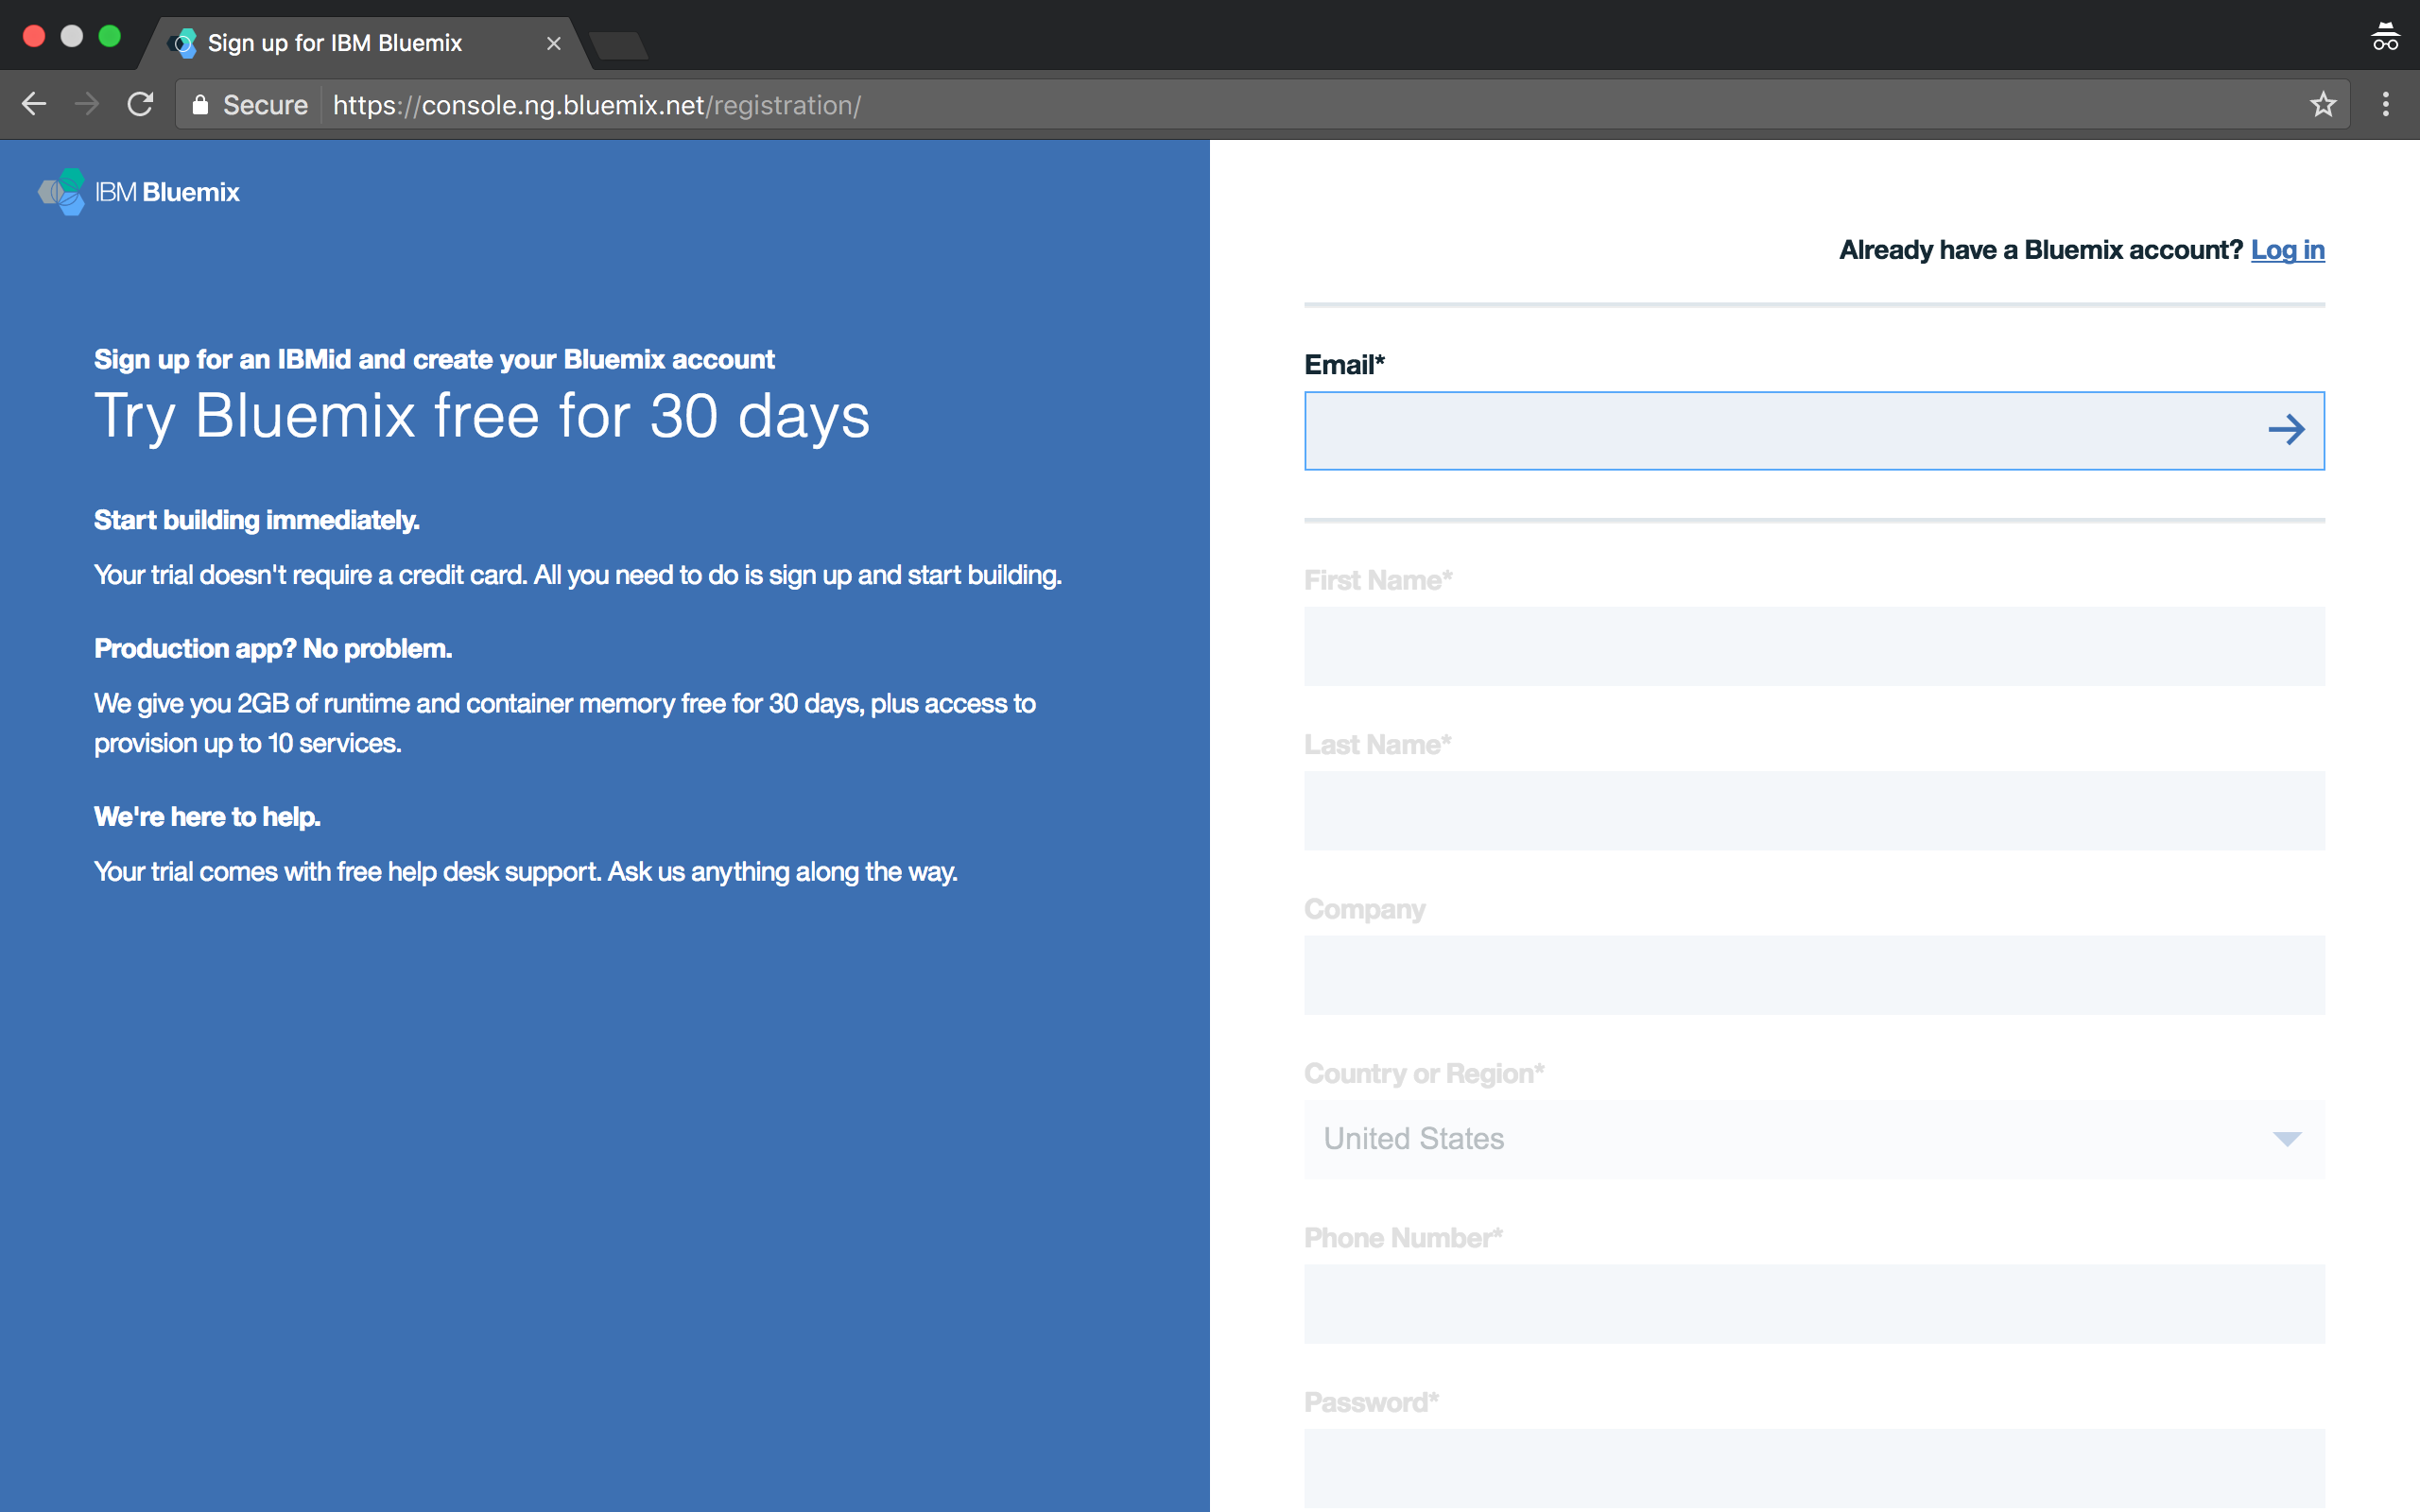 Sign up for IBM Bluemix
Secure https://console.ng.bluemix.net/registration/
IBM Bluemix
Sign up for an IBMid and create your Bluemix account
Try Bluemix free for 30 days
Start building immediately.
Your trial doesn't require a credit card. All you need to do is sign up and start building.
Production app? No problem.
We give you 2GB of runtime and container memory free for 30 days, plus access to
provision up to 10 services.
We're here to help.
Your trial comes with free help desk support. Ask us anything along the way.
Already have a Bluemix account? Log in
Email*
First Name*
Last Name*
Company
Country or Region*
United States
Phone Number*
Password*